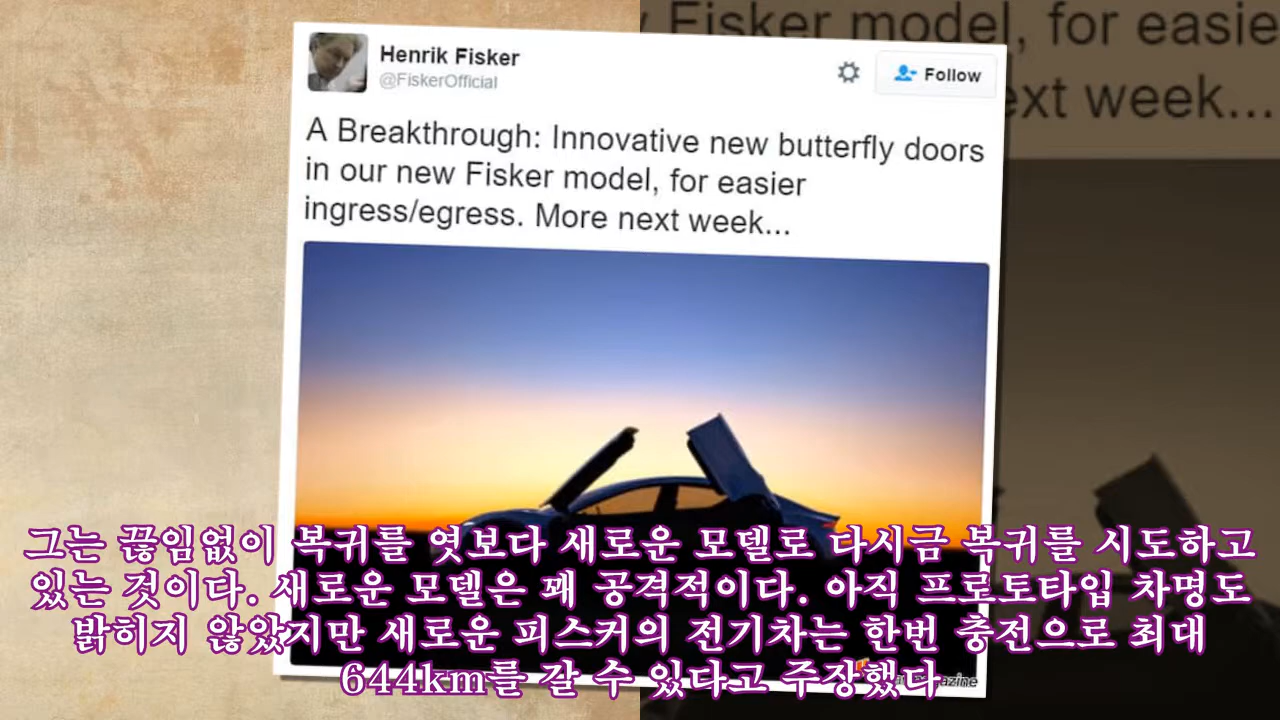 Fisker model, for easie
ext week...
Henrik Fisker
@FiskerOfficial
Follow
A Breakthrough: Innovative new butterfly doors
in our new Fisker model, for easier
ingress/egress. More next week...
그는 끊임없이 복귀를 엿보다 새로운 모델로 다시금 복귀를 시도하고
있는 것이다. 새로운 모델은 꽤 공격적이다. 아직 프로토타입 차명도
밝히지 않았지만 새로운 피스커의 전기차는 한번 충전으로 최대
644km를 갈 수 있다고 주장했다